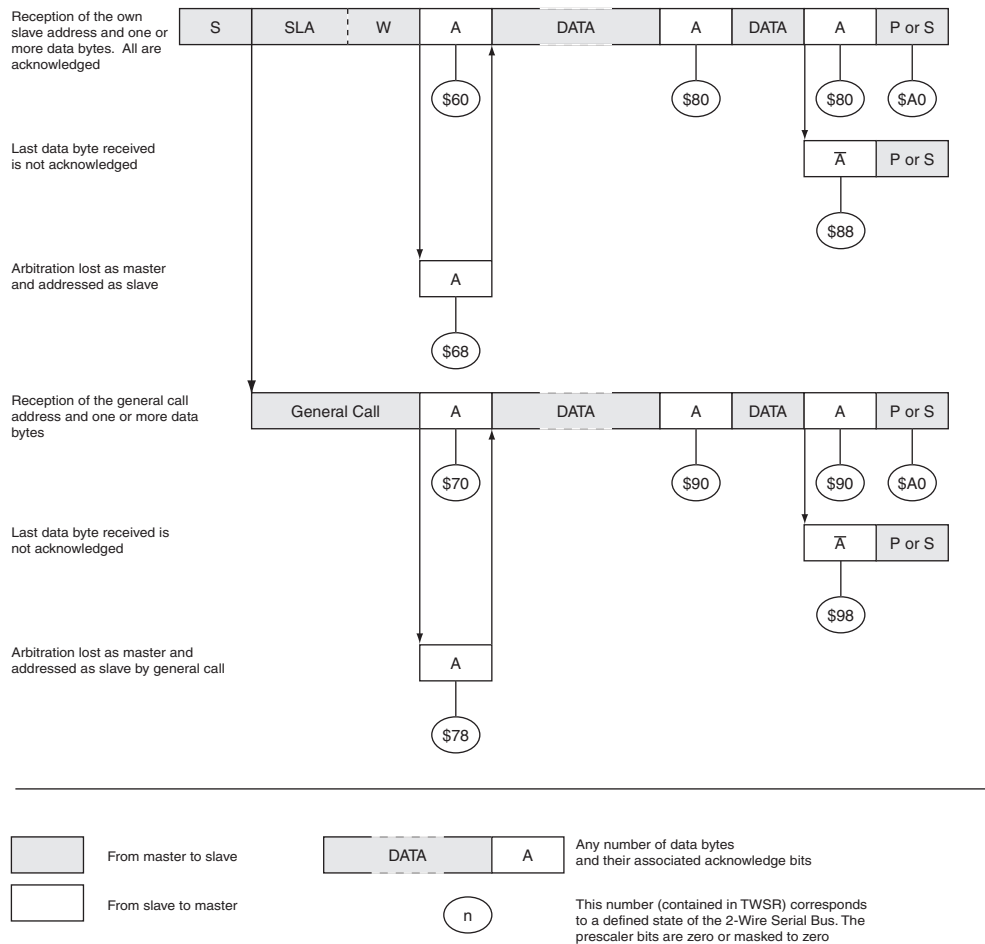 Reception of the own
slave address and one or
more data bytes. All are
acknowledged
S SLA W A DATA A DATA A P or S
$60 $80 $80 $A0
Last data byte received
is not acknowledged
A̅ P or S
$88
Arbitration lost as master
and addressed as slave
A
$68
Reception of the general call
address and one or more data
bytes
General Call A DATA A DATA A P or S
$70 $90 $90 $A0
Last data byte received is
not acknowledged
A̅ P or S
$98
Arbitration lost as master and
addressed as slave by general call
A
$78
From master to slave
DATA A
Any number of data bytes
and their associated acknowledge bits
From slave to master
n
This number (contained in TWSR) corresponds
to a defined state of the 2-Wire Serial Bus. The
prescaler bits are zero or masked to zero